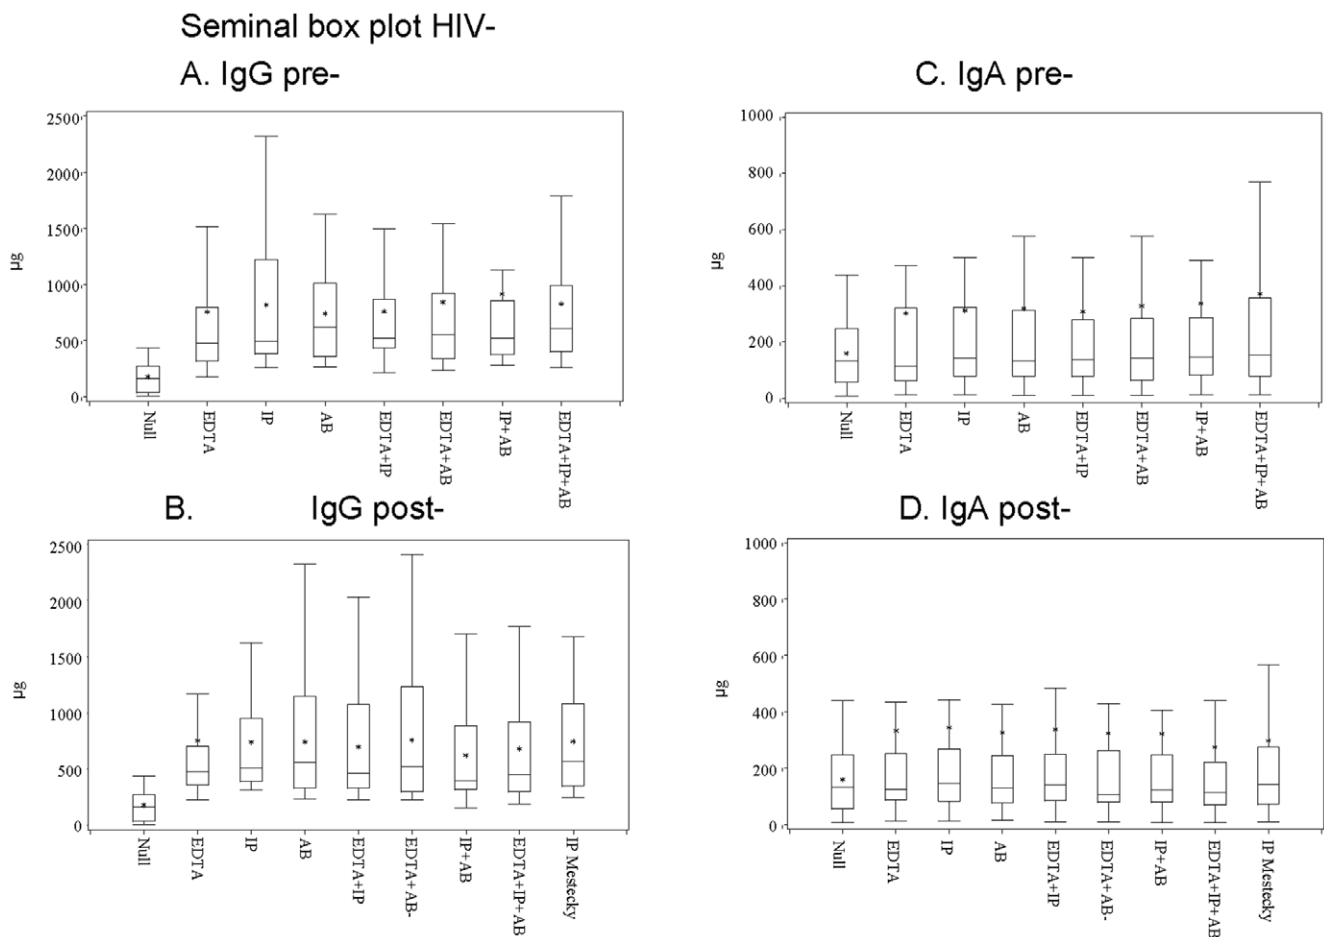 Seminal box plot HIV-
A. IgG pre-
2500
2000
1500
1000
500
0
µg
Null
EDTA
IP
AB
EDTA+IP
EDTA+AB
IP+AB
EDTA+IP+AB
B. IgG post-
2500
2000
1500
1000
500
0
µg
Null
EDTA
IP
AB
EDTA+IP
EDTA+AB-
IP+AB
EDTA+IP+AB
IP Mestecky
C. IgA pre-
1000
800
600
400
200
0
µg
Null
EDTA
IP
AB
EDTA+IP
EDTA+AB
IP+AB
EDTA+IP+AB
D. IgA post-
1000
800
600
400
200
0
µg
Null
EDTA
IP
AB
EDTA+IP
EDTA+AB-
IP+AB
EDTA+IP+AB
IP Mestecky